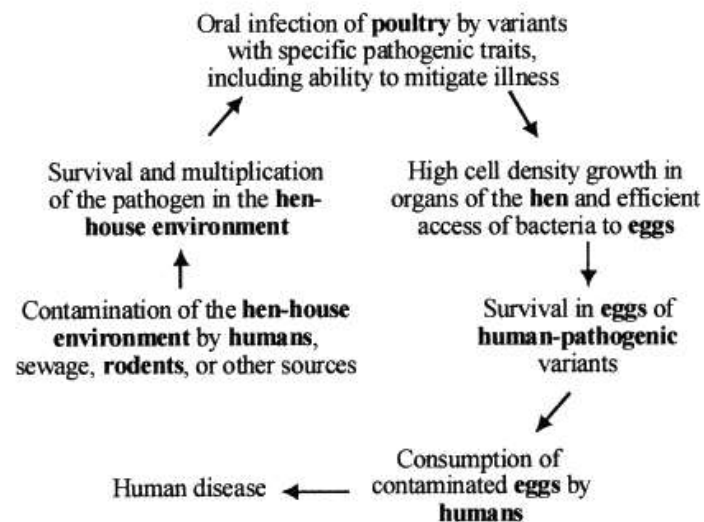 Oral infection of poultry by variants
with specific pathogenic traits,
including ability to mitigate illness
Survival and multiplication
of the pathogen in the hen-
house environment
High cell density growth in
organs of the hen and efficient
access of bacteria to eggs
Contamination of the hen-house
environment by humans,
sewage, rodents, or other sources
Survival in eggs of
human-pathogenic
variants
Human disease
Consumption of
contaminated eggs by
humans